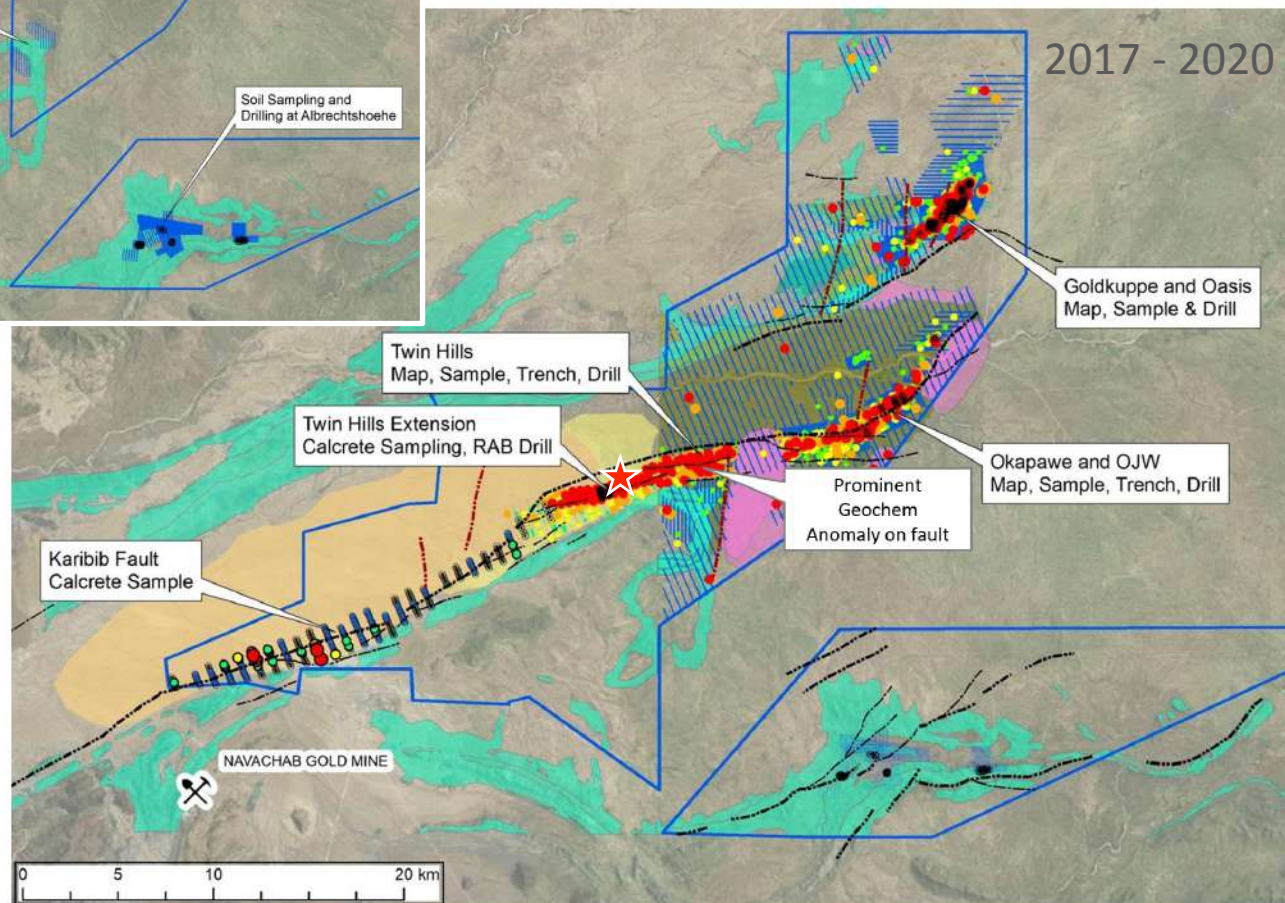 2017 - 2020
Soil Sampling and
Drilling at Albrechtshoehe
Goldkuppe and Oasis
Map, Sample & Drill
Twin Hills
Map, Sample, Trench, Drill
Twin Hills Extension
Calcrete Sampling, RAB Drill
Okapawe and OJW
Map, Sample, Trench, Drill
Prominent
Geochem
Anomaly on fault
Karibib Fault
Calcrete Sample
NAVACHAB GOLD MINE
0 5 10 20 km